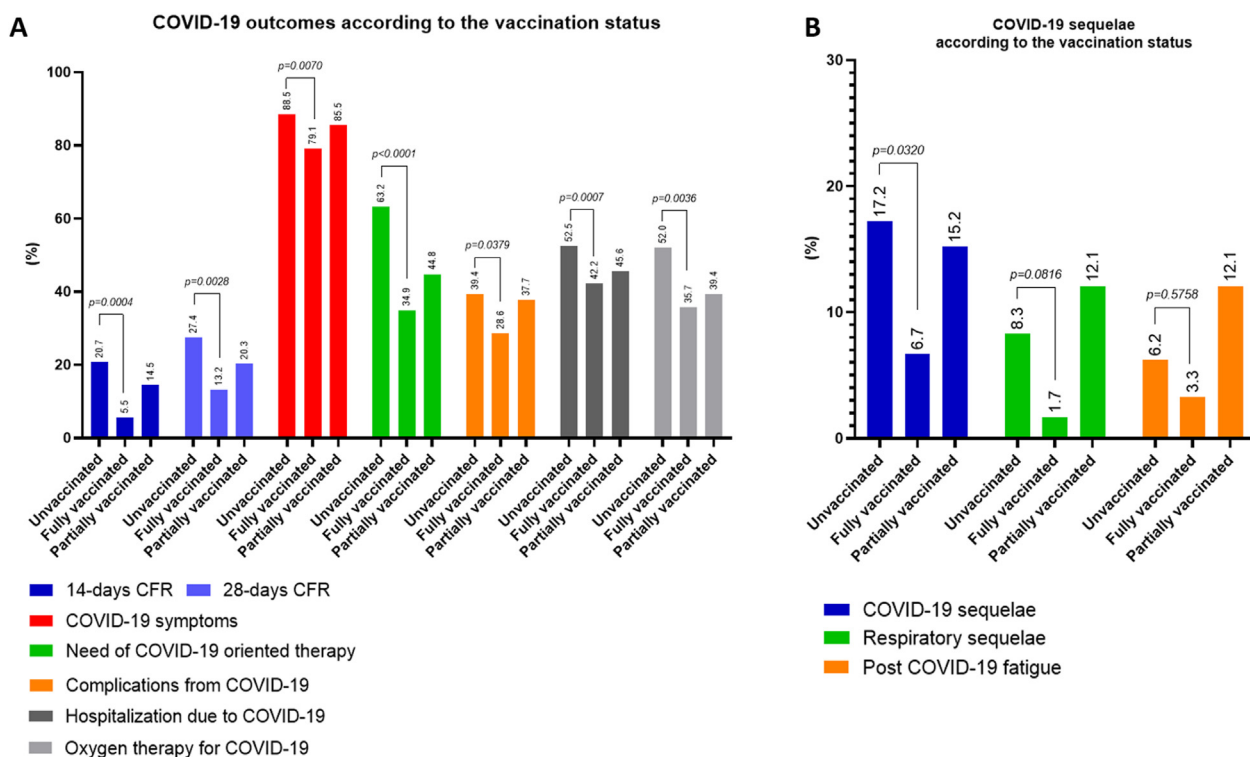 A
COVID-19 outcomes according to the vaccination status
(%)
100
80
60
40
20
0
p=0.0004
20.7
5.5
14.5
p=0.0028
27.4
13.2
20.3
p=0.0070
88.5
79.1
85.5
p<0.0001
63.2
34.9
44.8
p=0.0379
39.4
28.6
37.7
p=0.0007
52.5
42.2
45.6
p=0.0036
52.0
35.7
39.4
Unvaccinated
Fully vaccinated
Partially vaccinated
Unvaccinated
Fully vaccinated
Partially vaccinated
Unvaccinated
Fully vaccinated
Partially vaccinated
Unvaccinated
Fully vaccinated
Partially vaccinated
Unvaccinated
Fully vaccinated
Partially vaccinated
Unvaccinated
Fully vaccinated
Partially vaccinated
Unvaccinated
Fully vaccinated
Partially vaccinated
14-days CFR
28-days CFR
COVID-19 symptoms
Need of COVID-19 oriented therapy
Complications from COVID-19
Hospitalization due to COVID-19
Oxygen therapy for COVID-19
B
COVID-19 sequelae
according to the vaccination status
(%)
30
20
10
0
p=0.0320
17.2
6.7
15.2
p=0.0816
8.3
1.7
12.1
p=0.5758
6.2
3.3
12.1
Unvaccinated
Fully vaccinated
Partially vaccinated
Unvaccinated
Fully vaccinated
Partially vaccinated
Unvaccinated
Fully vaccinated
Partially vaccinated
COVID-19 sequelae
Respiratory sequelae
Post COVID-19 fatigue